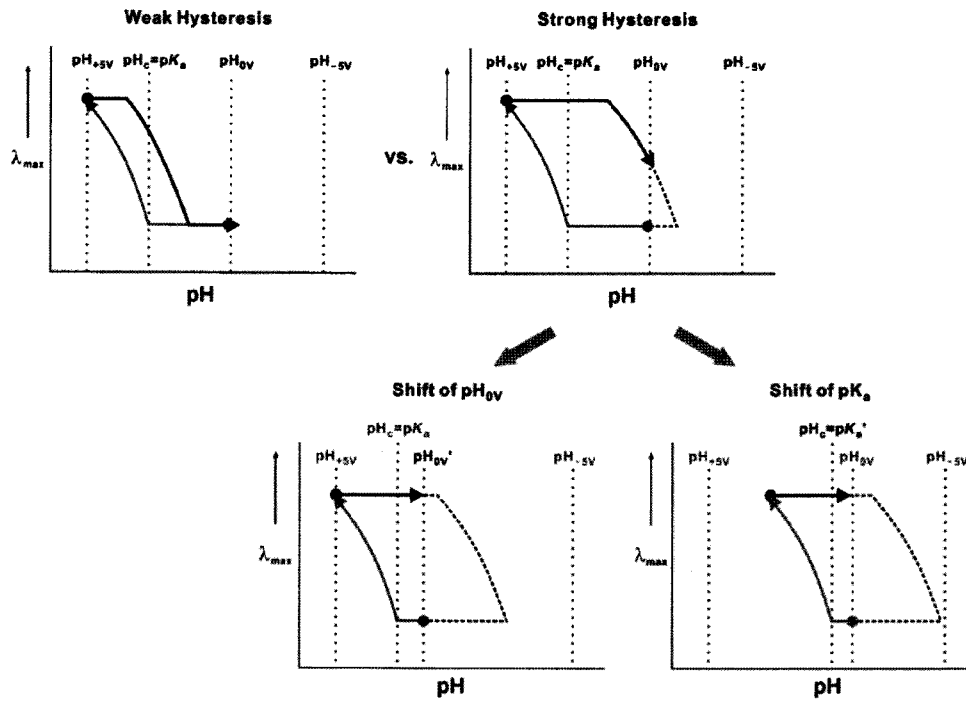 Weak Hysteresis
pH+5V pHc=pKa pH0V pH-5V
λmax
pH
vs.
Strong Hysteresis
pH+5V pHc=pKa pH0V pH-5V
λmax
pH
Shift of pH0V
pHc=pKa
pH+5V pH0V' pH-5V
λmax
pH
Shift of pKa
pHc=pKa'
pH+5V pH0V pH-5V
λmax
pH